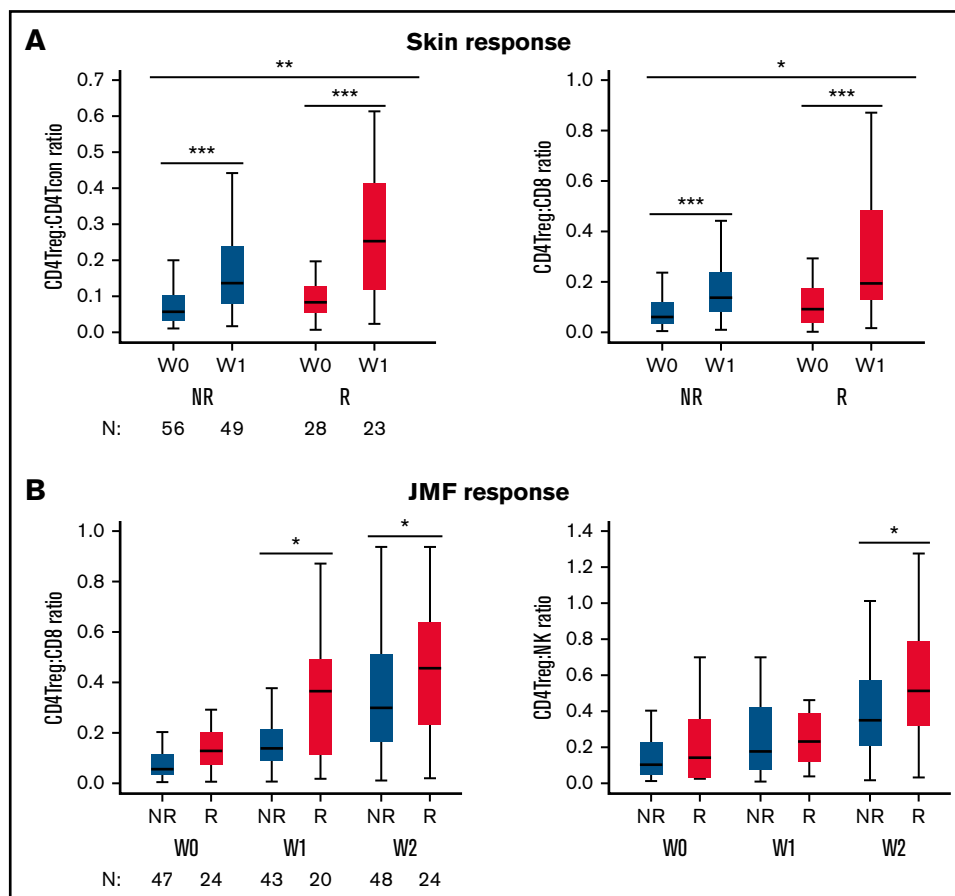 A
Skin response
CD4Treg:CD4Tcon ratio
0.7
0.6
0.5
0.4
0.3
0.2
0.1
0.0
**
***
***
W0 W1 W0 W1
NR R
N: 56 49 28 23
CD4Treg:CD8 ratio
1.0
0.8
0.6
0.4
0.2
0.0
*
***
***
W0 W1 W0 W1
NR R
B
JMF response
CD4Treg:CD8 ratio
1.0
0.8
0.6
0.4
0.2
0.0
*
*
NR R NR R NR R
W0 W1 W2
N: 47 24 43 20 48 24
CD4Treg:NK ratio
1.4
1.2
1.0
0.8
0.6
0.4
0.2
0.0
*
NR R NR R NR R
W0 W1 W2